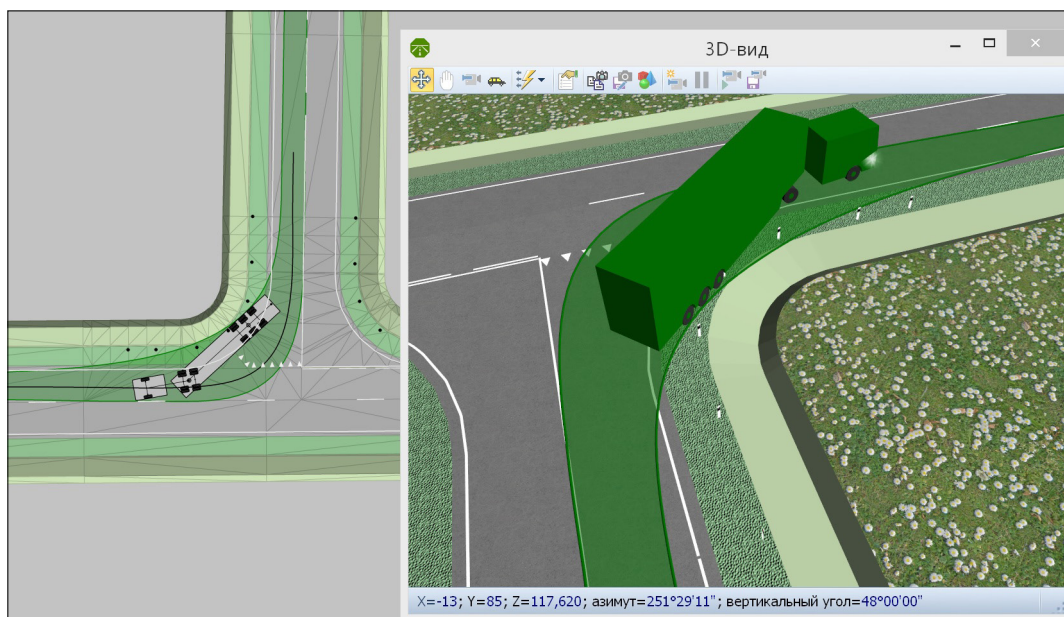 3D-вид
X=-13; Y=85; Z=117,620; азимут=251°29'11"; вертикальный угол=48°00'00"